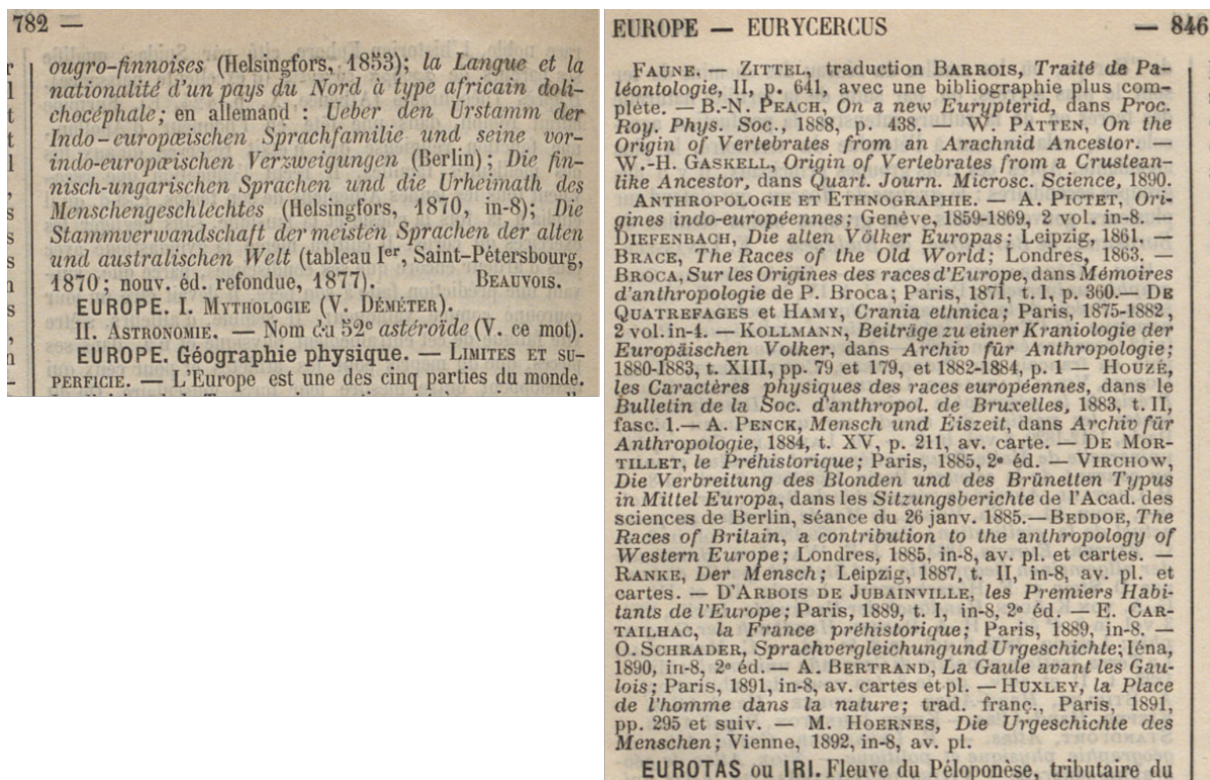 782 —
ougro-finnoises (Helsingfors, 1853); la Langue et la
nationalité d'un pays du Nord à type africain doli-
chocéphale; en allemand : Ueber den Urstamm der
Indo-europæischen Sprachfamilie und seine vor-
indo-europæischen Verzweigungen (Berlin); Die fin-
nisch-ungarischen Sprachen und die Urheimath des
Menschengeschlechtes (Helsingfors, 1870, in-8); Die
Stammverwandschaft der meisten Sprachen der alten
und australischen Welt (tableau Ier, Saint-Pétersbourg,
1870; nouv. éd. refondue, 1877). BEAUVOIS.
EUROPE. I. MYTHOLOGIE (V. DÉMÉTER).
II. ASTRONOMIE. — Nom du 52e astéroïde (V. ce mot).
EUROPE. Géographie physique. — LIMITES ET SU-
PERFICIE. — L'Europe est une des cinq parties du monde.
EUROPE — EURYCERCUS — 846
FAUNE. — ZITTEL, traduction BARROIS, Traité de Pa-
léontologie, II, p. 641, avec une bibliographie plus com-
plète. — B.-N. PEACH, On a new Eurypterid, dans Proc.
Roy. Phys. Soc., 1888, p. 438. — W. PATTEN, On the
Origin of Vertebrates from an Arachnid Ancestor. —
W.-H. GASKELL, Origin of Vertebrates from a Crustean-
like Ancestor, dans Quart. Journ. Microsc. Science, 1890.
ANTHROPOLOGIE ET ETHNOGRAPHIE. — A. PICTET, Ori-
gines indo-européennes; Genève, 1859-1869, 2 vol. in-8. —
DIEFENBACH, Die alten Völker Europas; Leipzig, 1861. —
BRACE, The Races of the Old World; Londres, 1863. —
BROCA, Sur les Origines des races d'Europe, dans Mémoires
d'anthropologie de P. Broca; Paris, 1871, t. I, p. 360.— DE
QUATREFAGES et HAMY, Crania ethnica; Paris, 1875-1882,
2 vol. in-4. — KOLLMANN, Beiträge zu einer Kraniologie der
Europäischen Volker, dans Archiv für Anthropologie;
1880-1883, t. XIII, pp. 79 et 179, et 1882-1884, p. 1 — HOUZÉ,
les Caractères physiques des races européennes, dans le
Bulletin de la Soc. d'anthropol. de Bruxelles, 1883, t. II,
fasc. 1.— A. PENCK, Mensch und Eiszeit, dans Archiv für
Anthropologie, 1884, t. XV, p. 211, av. carte. — DE MOR-
TILLET, le Préhistorique; Paris, 1885, 2e éd. — VIRCHOW,
Die Verbreitung des Blonden und des Brünetten Typus
in Mittel Europa, dans les Sitzungsberichte de l'Acad. des
sciences de Berlin, séance du 26 janv. 1885.—BEDDOE, The
Races of Britain, a contribution to the anthropology of
Western Europe; Londres, 1885, in-8, av. pl. et cartes. —
RANKE, Der Mensch; Leipzig, 1887, t. II, in-8, av. pl. et
cartes. — D'ARBOIS DE JUBAINVILLE, les Premiers Habi-
tants de l'Europe; Paris, 1889, t. I, in-8, 2e éd. — E. CAR-
TAILHAC, la France préhistorique; Paris, 1889, in-8. —
O. SCHRADER, Sprachvergleichung und Urgeschichte; Iéna,
1890, in-8, 2e éd. — A. BERTRAND, La Gaule avant les Gau-
lois; Paris, 1891, in-8, av. cartes et pl. — HUXLEY, la Place
de l'homme dans la nature; trad. franç., Paris, 1891,
pp. 295 et suiv. — M. HOERNES, Die Urgeschichte des
Menschen; Vienne, 1892, in-8, av. pl.
EUROTAS ou IRI. Fleuve du Péloponèse, tributaire du